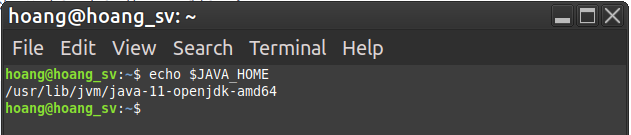 hoang@hoang_sv: ~
File Edit View Search Terminal Help
hoang@hoang_sv:~$ echo $JAVA_HOME
/usr/lib/jvm/java-11-openjdk-amd64
hoang@hoang_sv:~$